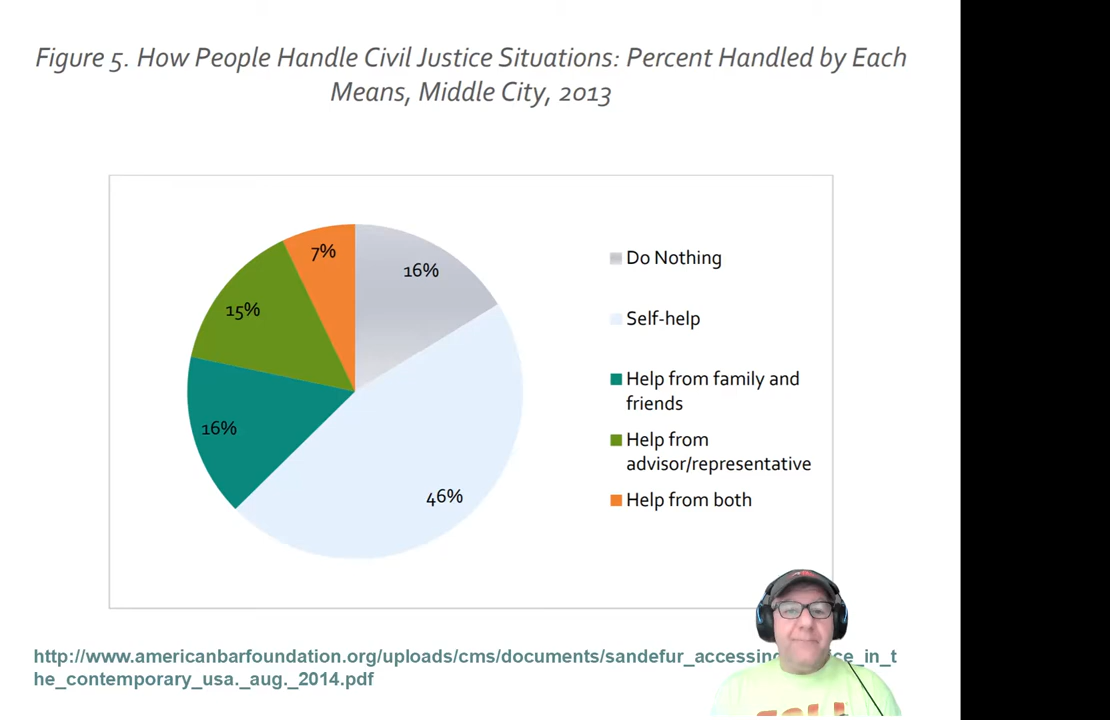 Figure 5. How People Handle Civil Justice Situations: Percent Handled by Each
Means, Middle City, 2013
7%
16%
Do Nothing
15%
Self-help
Help from family and
friends
16%
Help from
advisor/representative
46%
Help from both
http://www.americanbarfoundation.org/uploads/cms/documents/sandefur_accessing ce_in_t
he_contemporary_usa._aug._2014.pdf